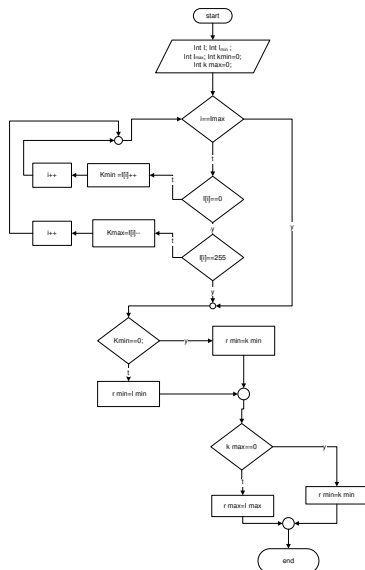 start
Int I; Int Imin ;
Int Imax; int kmin=0;
Int k max=0;
i==Imax
t
y
I[i]==0
t
y
Kmin =I[i]++
i++
I[i]==255
t
y
Kmax=I[i]--
i++
Kmin==0;
y
t
r min=k min
r min=I min
k max==0
y
t
r min=k min
r max=I max
end